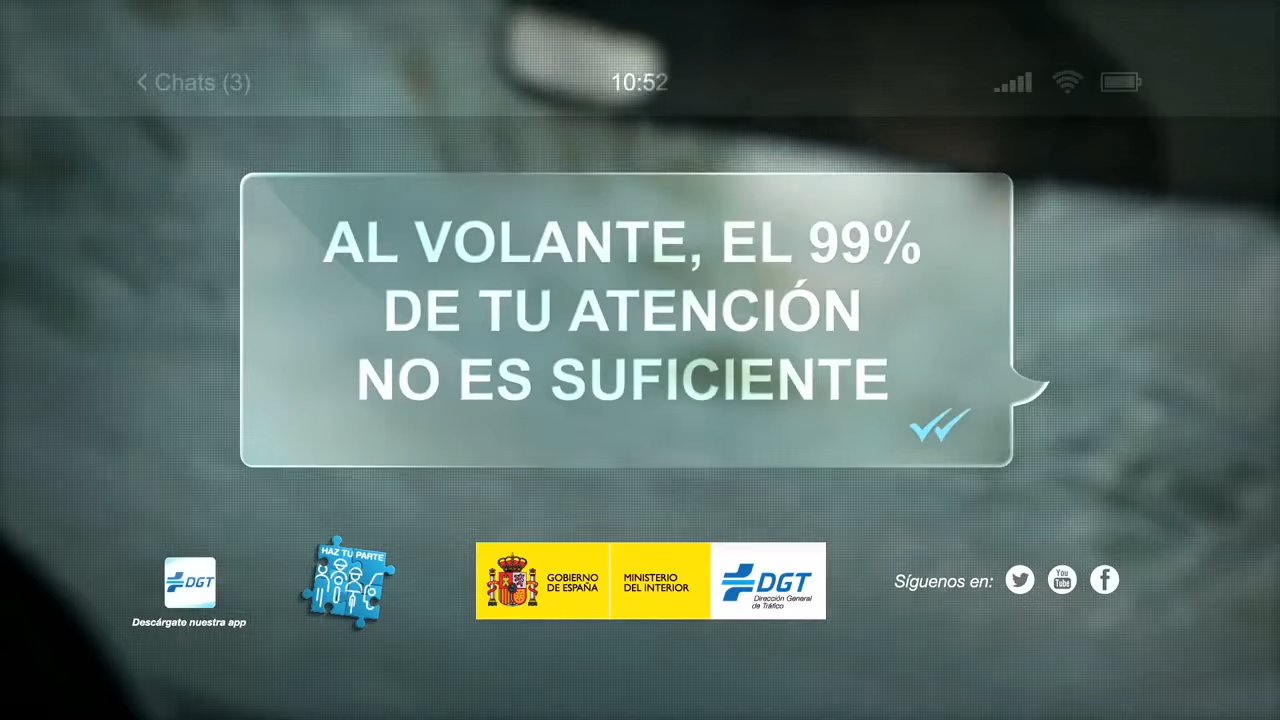 Chats (3)
10:52
AL VOLANTE, EL 99%
DE TU ATENCIÓN
NO ES SUFICIENTE
DGT
Descárgate nuestra app
HAZ TÚ PARTE
GOBIERNO
DE ESPAÑA
MINISTERIO
DEL INTERIOR
DGT
Dirección General
de Tráfico
Síguenos en:
You
Tube